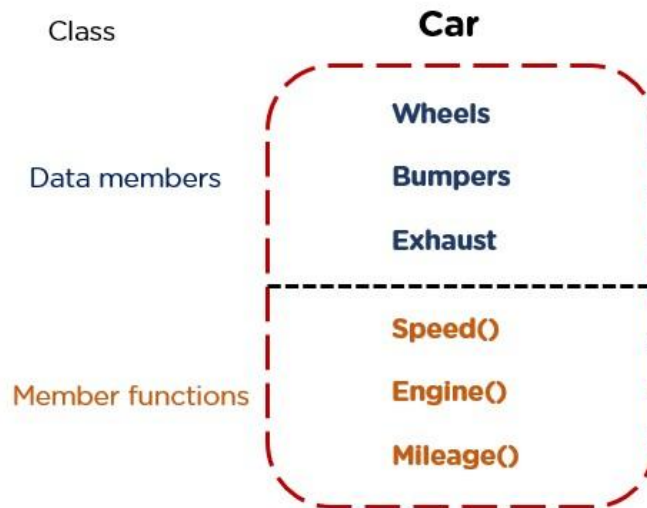 Class
Car
Data members
Wheels
Bumpers
Exhaust
Member functions
Speed()
Engine()
Mileage()